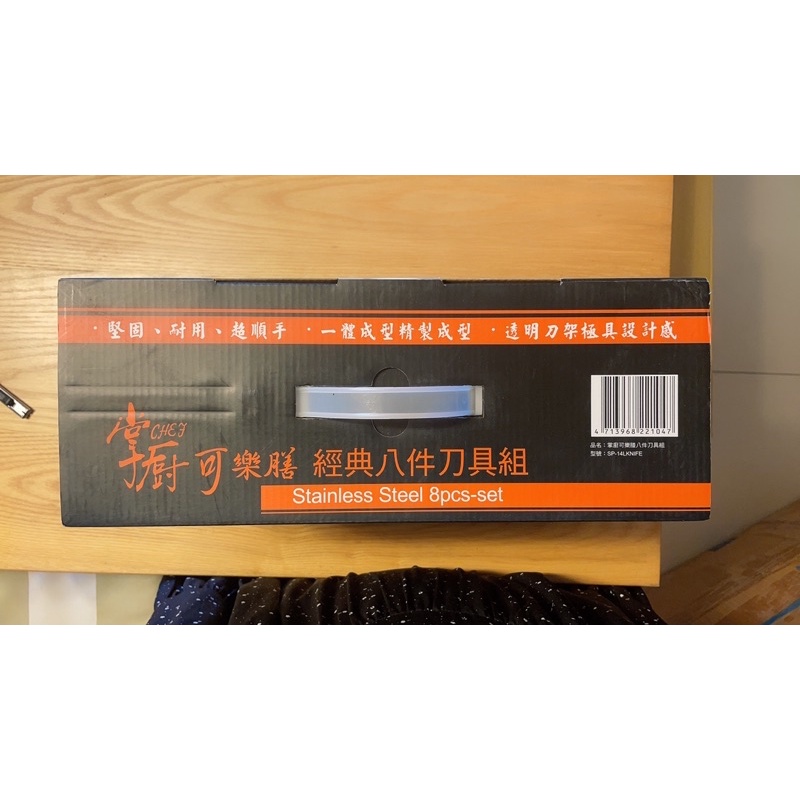 ·堅固、耐用、超順手 ·一體成型精製成型 ·透明刀架極具設計感
4 713968 221047
品名：掌廚可樂膳八件刀具組
型號：SP-14LKNIFE
掌廚 CHEF 可樂膳 經典八件刀具組
Stainless Steel 8pcs-set